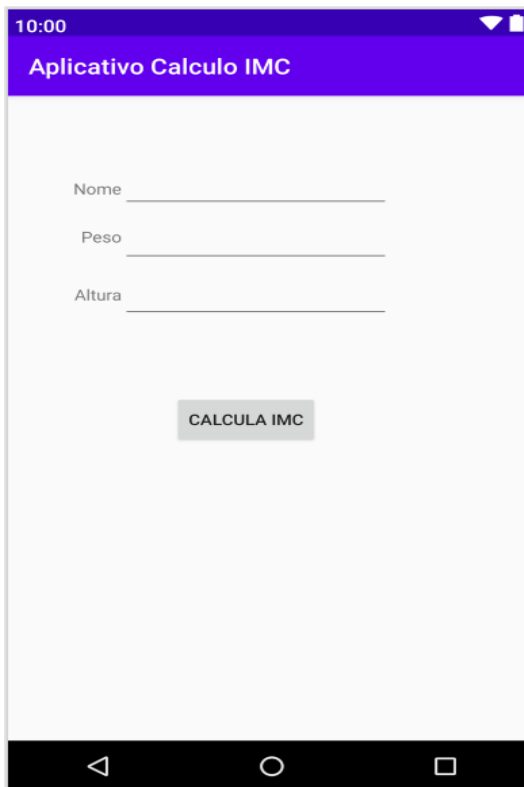 10:00
Aplicativo Calculo IMC
Nome
Peso
Altura
CALCULA IMC